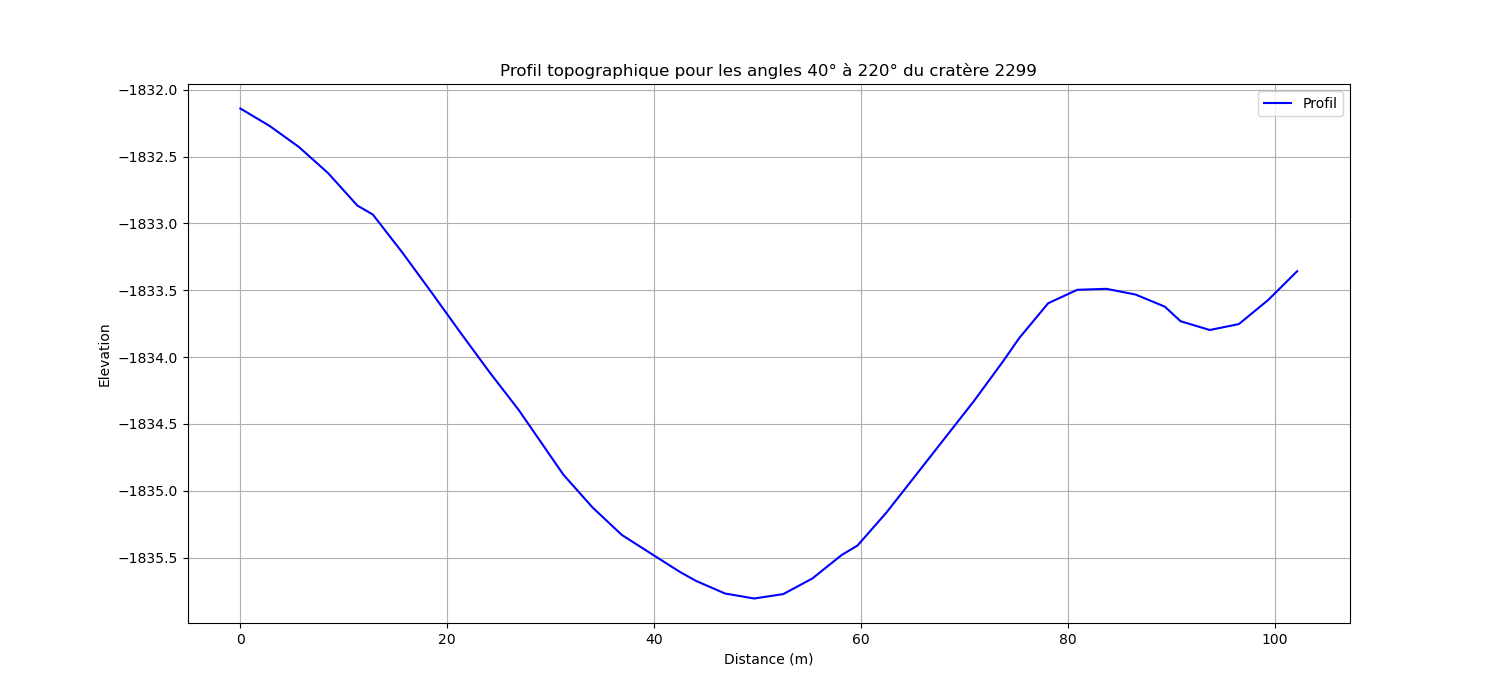 Profil topographique pour les angles 40° à 220° du cratère 2299
Profil
−1832.0
−1832.5
−1833.0
−1833.5
−1834.0
−1834.5
−1835.0
−1835.5
Elevation
0 20 40 60 80 100
Distance (m)